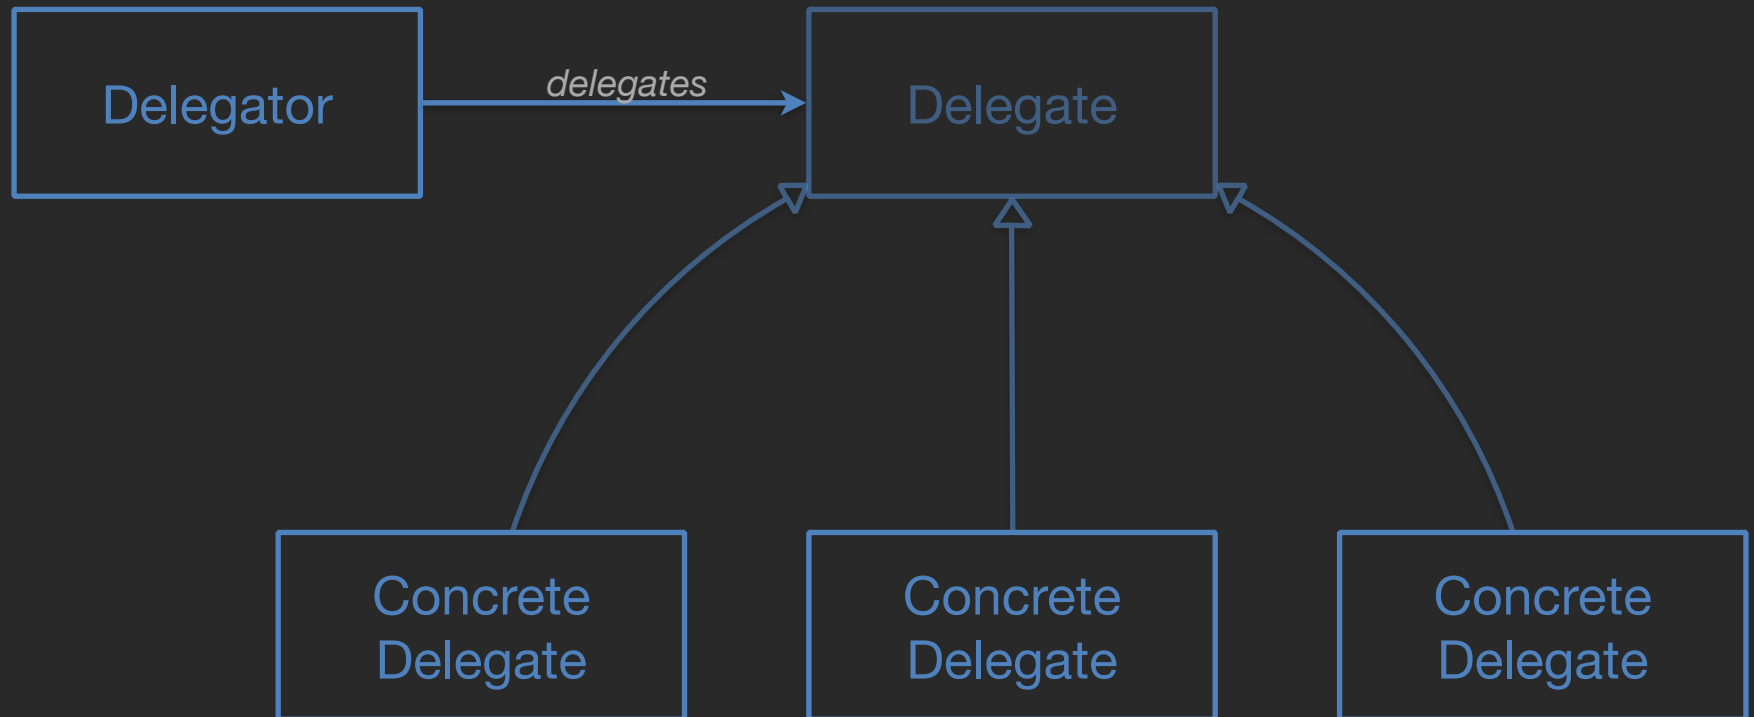 Delegator
delegates
Delegate
Concrete
Delegate
Concrete
Delegate
Concrete
Delegate